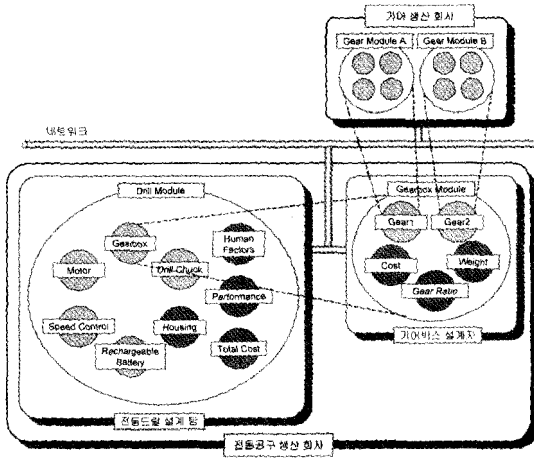 기어 생산 회사
Gear Module A
Gear Module B
네트워크
Drill Module
Gearbox Module
Gearbox
Human
Factors
Motor
Drill Chuck
Performance
Speed Control
Housing
Rechargeable
Battery
Total Cost
Gear1
Gear2
Cost
Weight
Gear Ratio
전동드릴 설계 팀
기어박스 설계자
전동공구 생산 회사